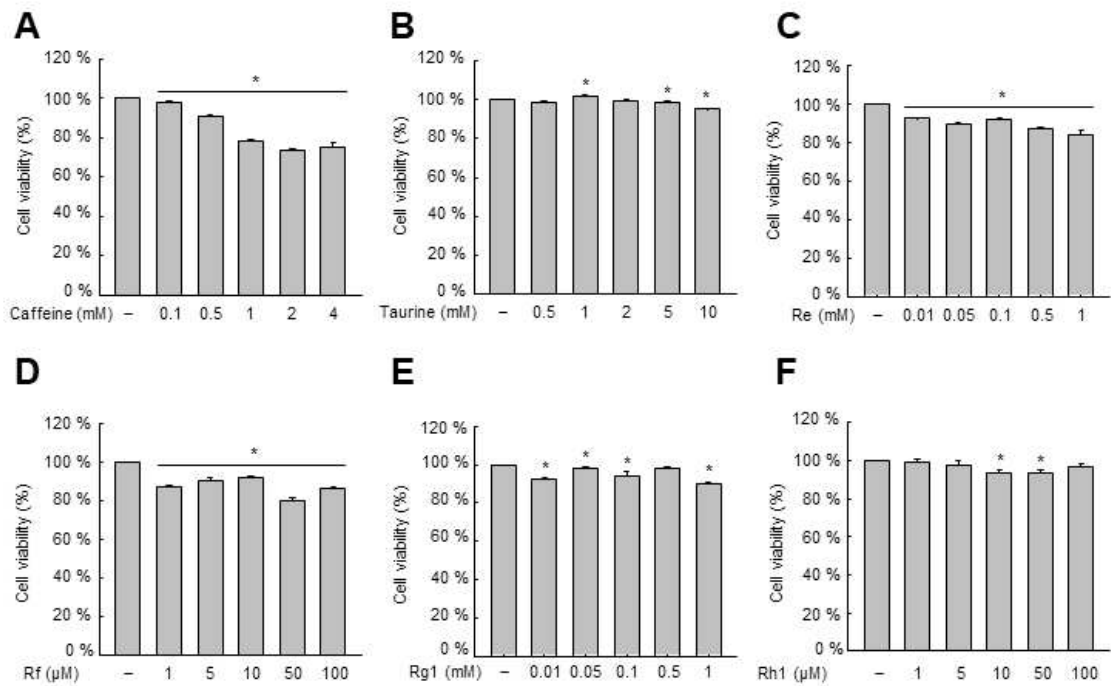 A
120 %
100 %
80 %
60 %
40 %
20 %
0 %
Cell viability (%)
*
Caffeine (mM) – 0.1 0.5 1 2 4
B
120 %
100 %
80 %
60 %
40 %
20 %
0 %
Cell viability (%)
* * *
Taurine (mM) – 0.5 1 2 5 10
C
120 %
100 %
80 %
60 %
40 %
20 %
0 %
Cell viability (%)
*
Re (mM) – 0.01 0.05 0.1 0.5 1
D
120 %
100 %
80 %
60 %
40 %
20 %
0 %
Cell viability (%)
*
Rf (µM) – 1 5 10 50 100
E
120 %
100 %
80 %
60 %
40 %
20 %
0 %
Cell viability (%)
* * * *
Rg1 (mM) – 0.01 0.05 0.1 0.5 1
F
120 %
100 %
80 %
60 %
40 %
20 %
0 %
Cell viability (%)
* *
Rh1 (µM) – 1 5 10 50 100